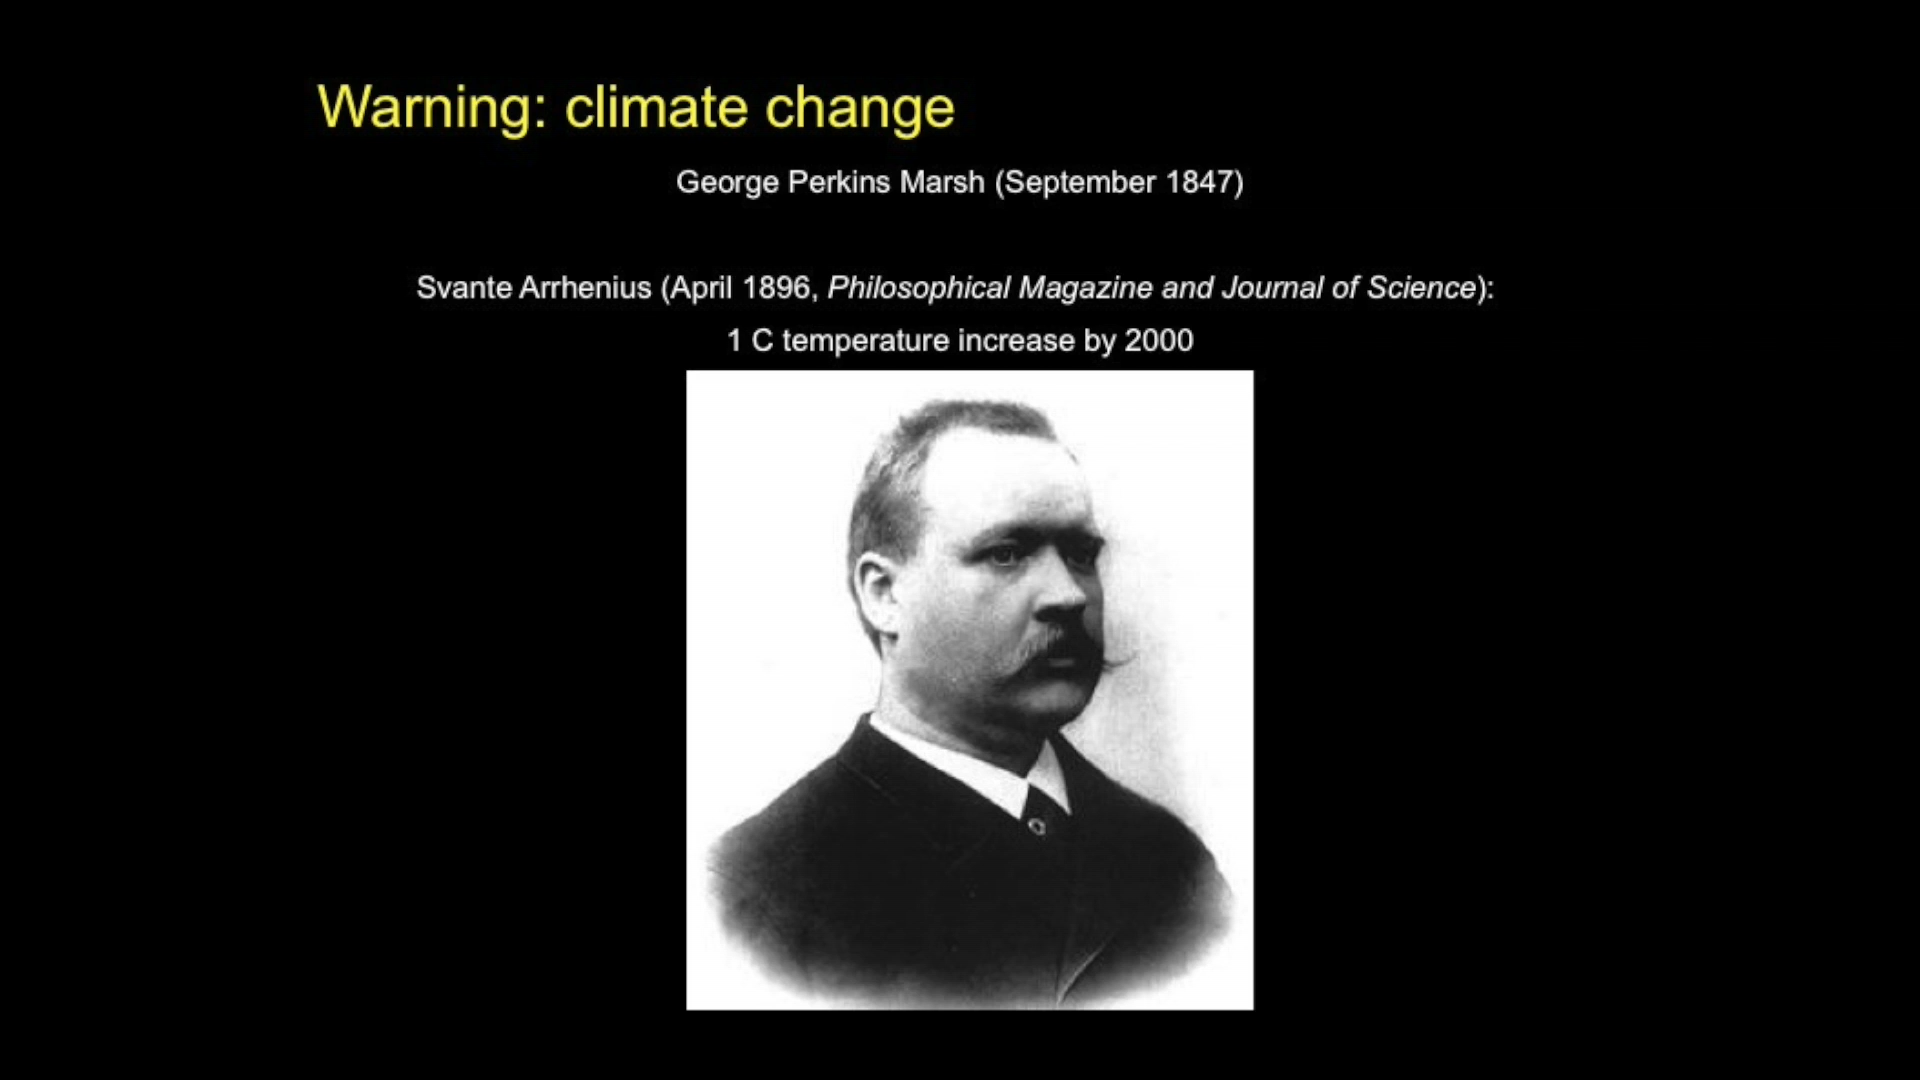 Warning: climate change
George Perkins Marsh (September 1847)
Svante Arrhenius (April 1896, Philosophical Magazine and Journal of Science):
1 C temperature increase by 2000